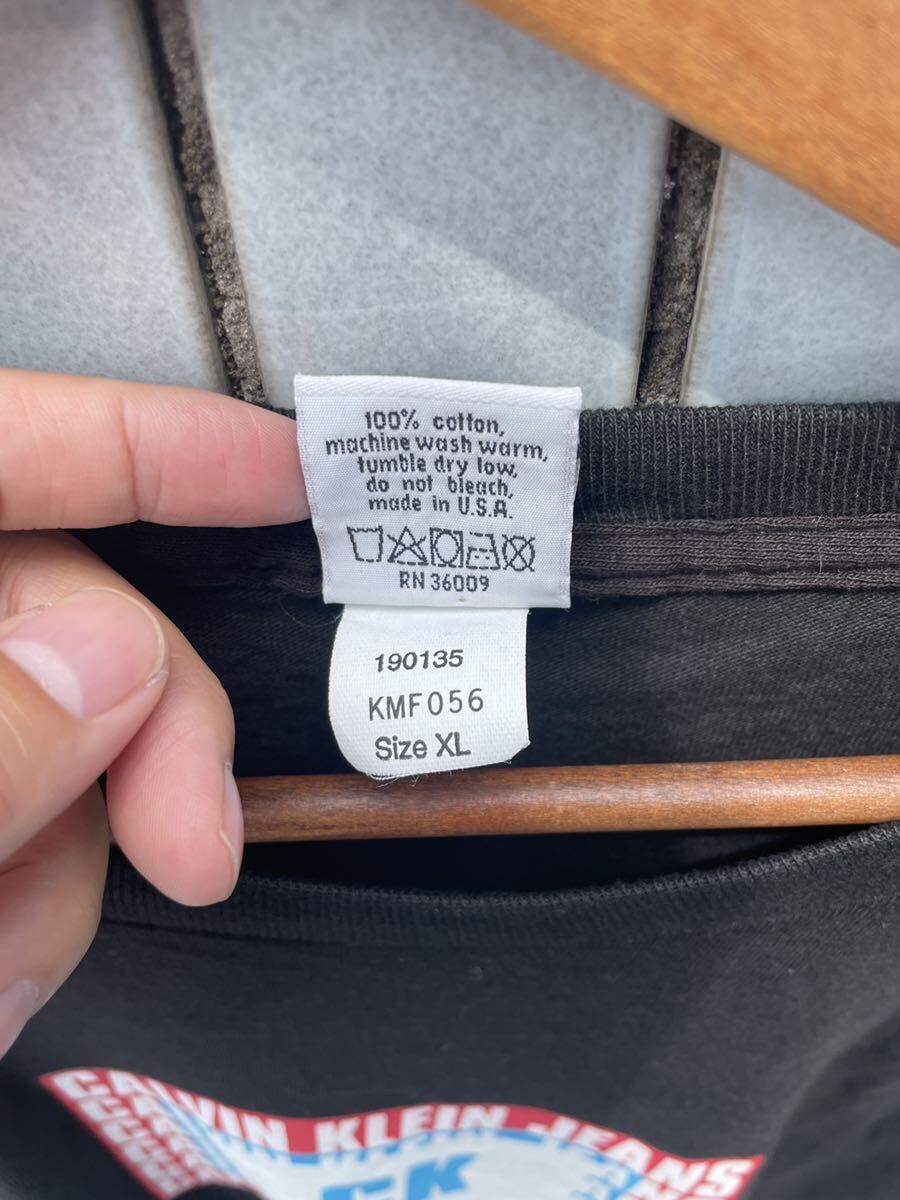 100% cotton,
machine wash warm,
tumble dry low,
do not bleach,
made in U.S.A.
RN 36009
190135
KMF056
Size XL
CALVIN KLEIN JEANS
CK